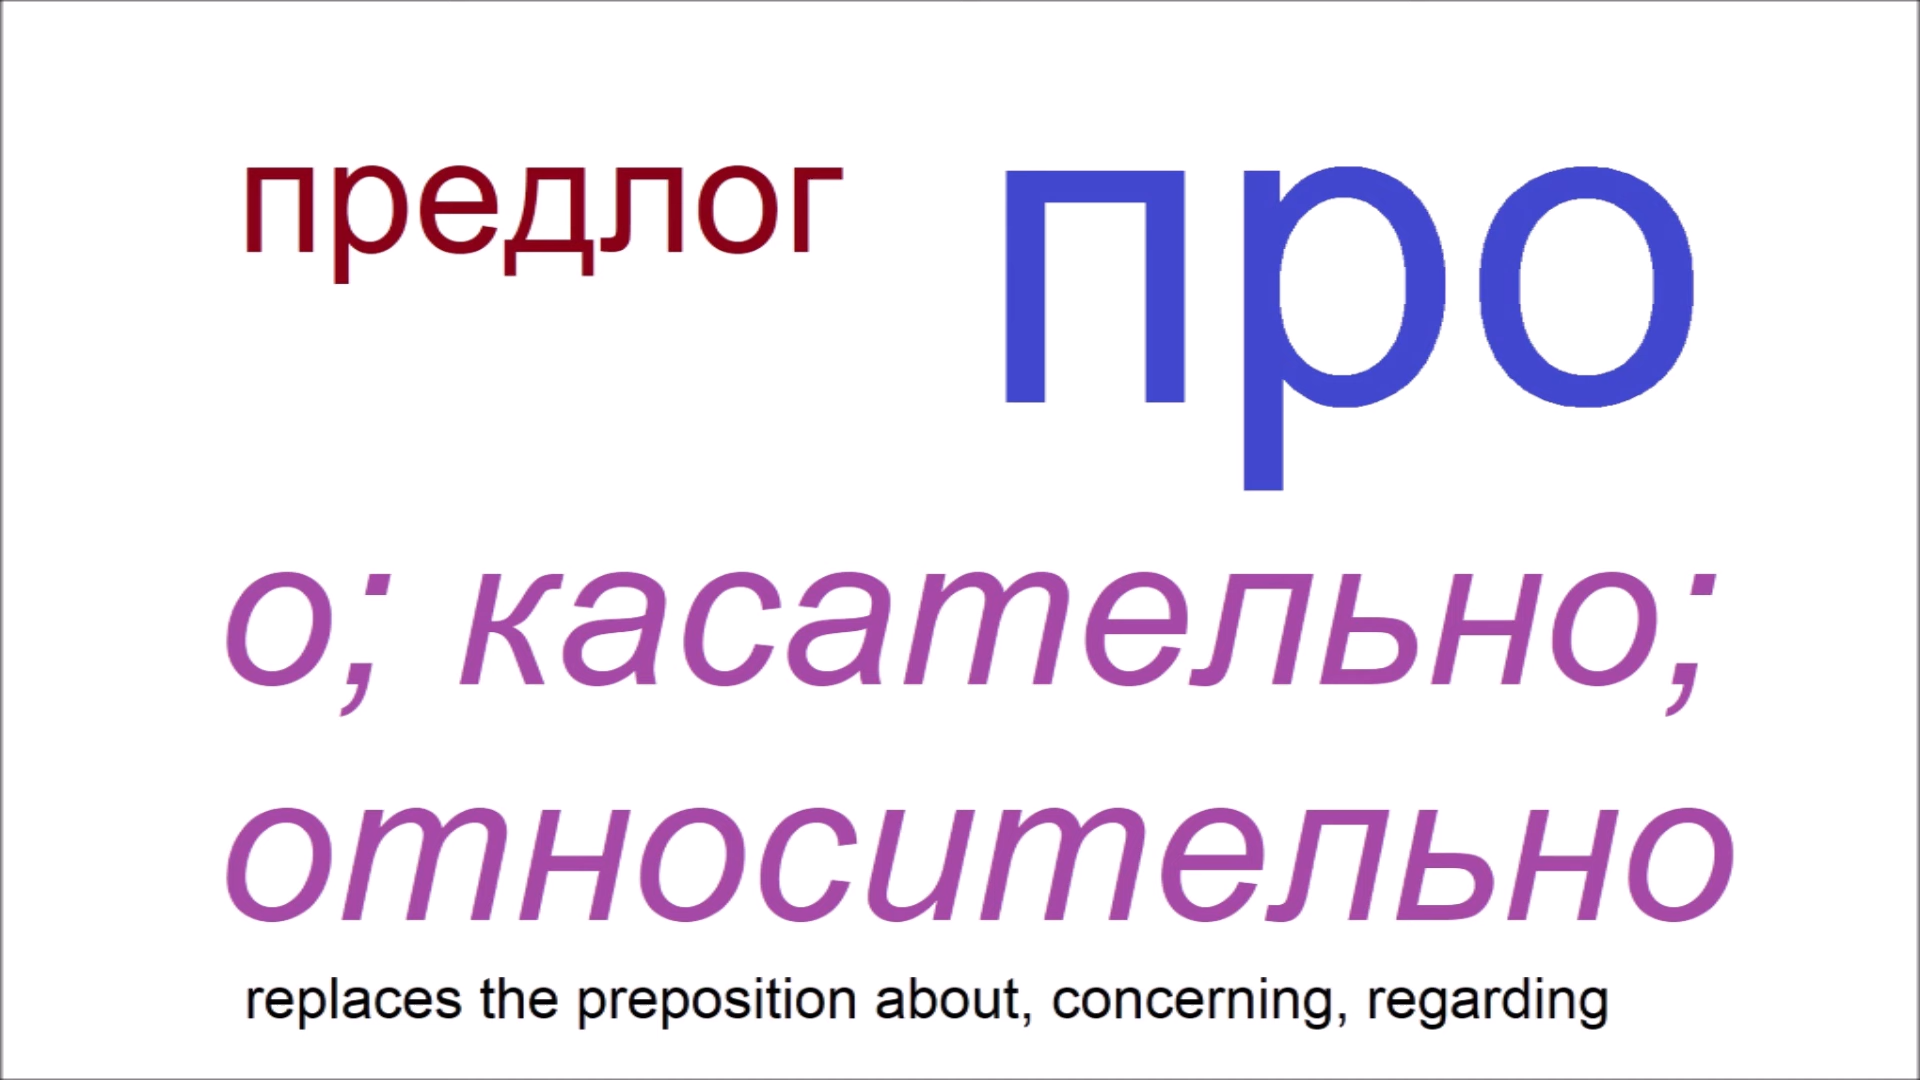 предлог про
о; касательно;
относительно
replaces the preposition about, concerning, regarding